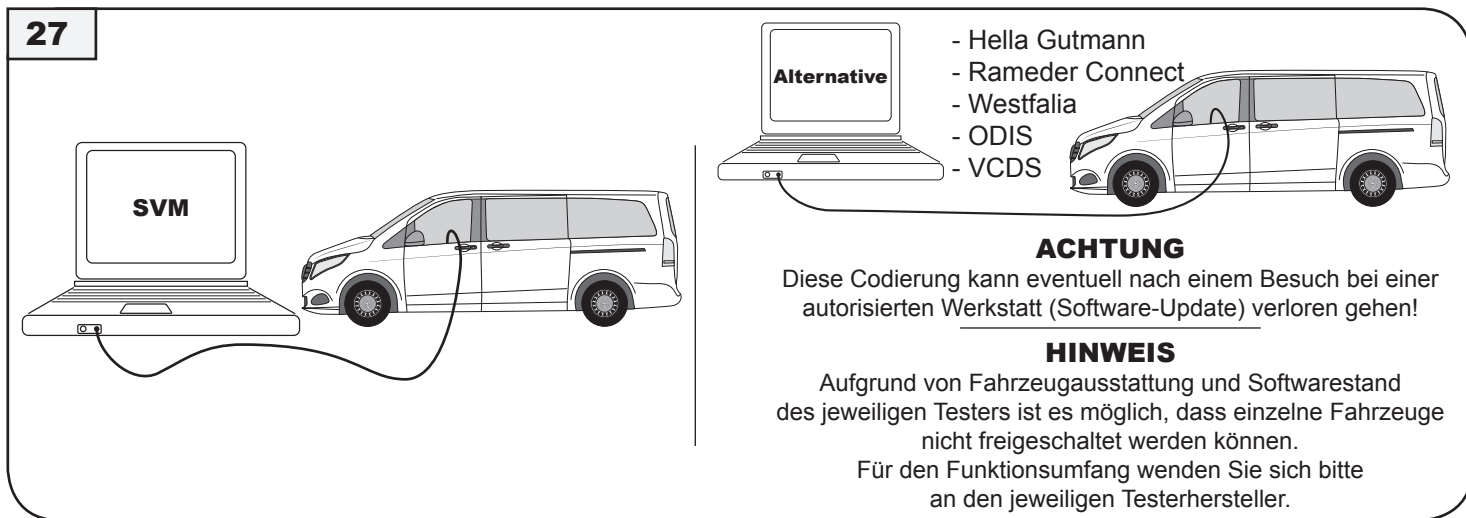 27
SVM
Alternative
- Hella Gutmann
- Rameder Connect
- Westfalia
- ODIS
- VCDS
ACHTUNG
Diese Codierung kann eventuell nach einem Besuch bei einer
autorisierten Werkstatt (Software-Update) verloren gehen!
HINWEIS
Aufgrund von Fahrzeugausstattung und Softwarestand
des jeweiligen Testers ist es möglich, dass einzelne Fahrzeuge
nicht freigeschaltet werden können.
Für den Funktionsumfang wenden Sie sich bitte
an den jeweiligen Testerhersteller.